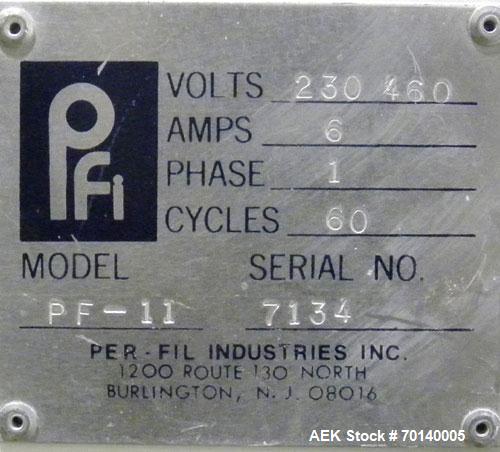 PFi
VOLTS 230 460
AMPS 6
PHASE 1
CYCLES 60
MODEL SERIAL NO.
PF-11 7134
PER-FIL INDUSTRIES INC.
1200 ROUTE 130 NORTH
BURLINGTON, N. J. 08016
AEK Stock # 70140005